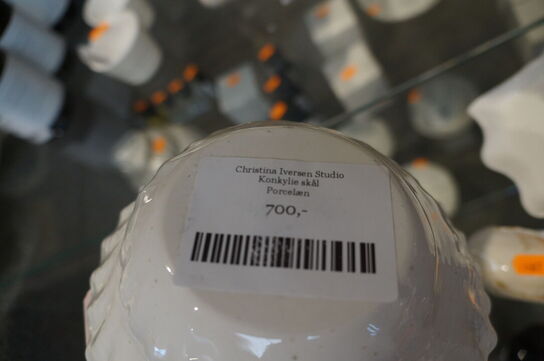 Christina Iversen Studio
Konkylie skål
Porcelæn
700,-